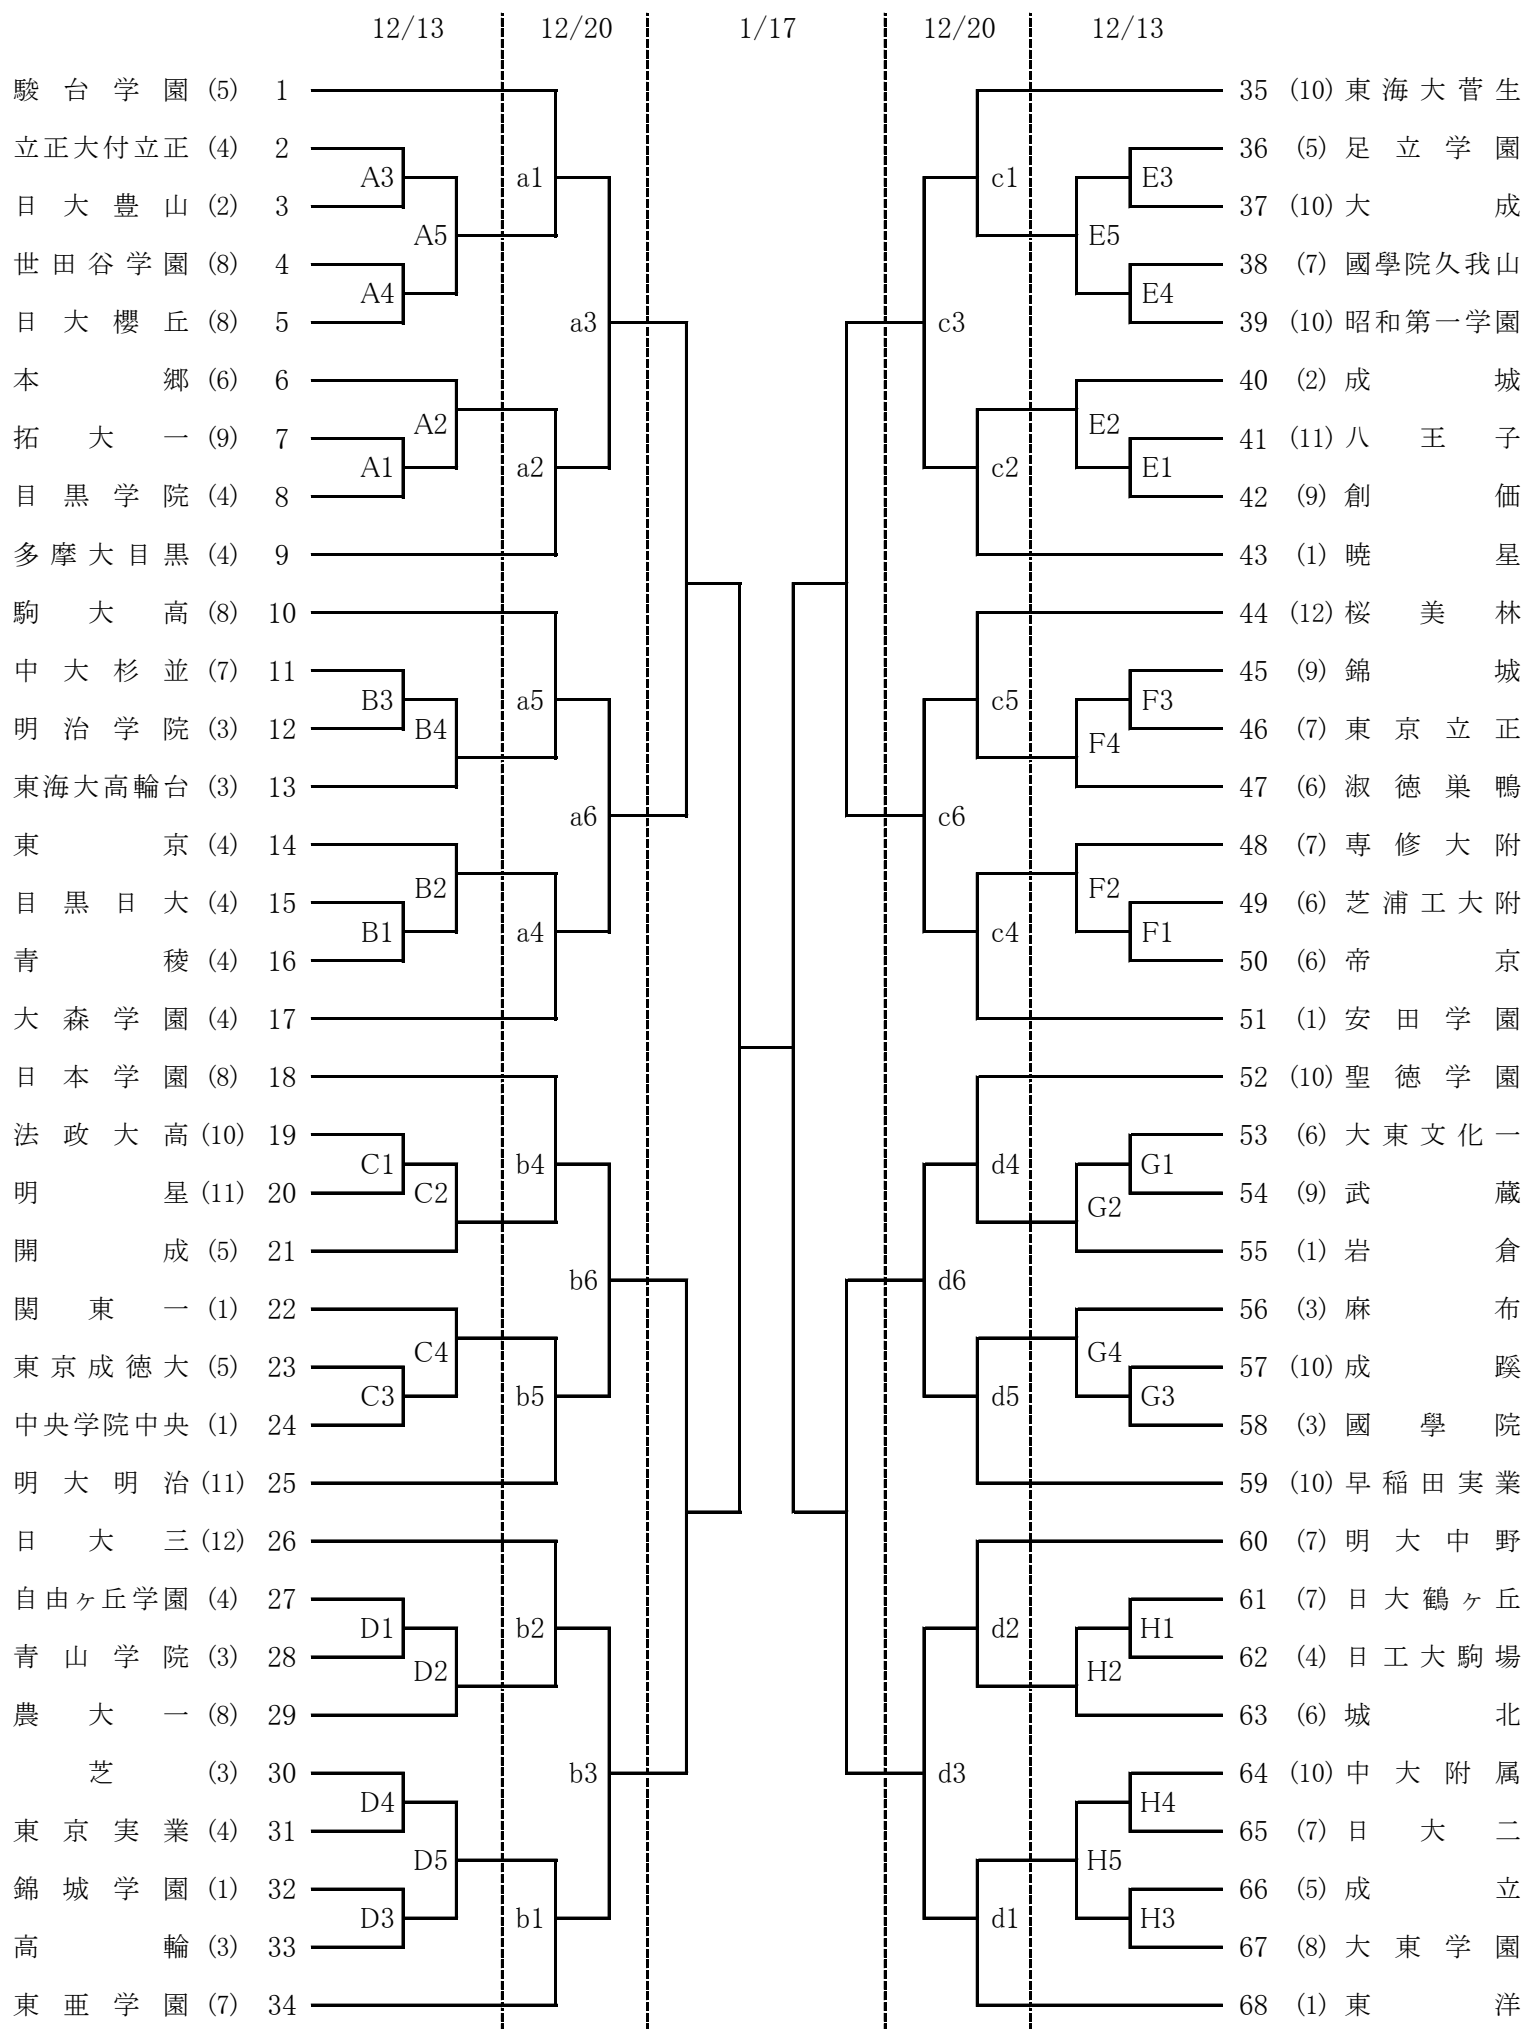 12/13 12/20 1/17 12/20 12/13
駿台学園 (5) 1 35 (10) 東海大菅生
立正大付立正 (4) 2 36 (5) 足立学園
A3 a1 c1 E3
日大豊山 (2) 3 37 (10) 大成
A5 E5
世田谷学園 (8) 4 38 (7) 國學院久我山
A4 E4
日大櫻丘 (8) 5 a3 c3 39 (10) 昭和第一学園
本郷 (6) 6 40 (2) 成城
A2 E2
拓大一 (9) 7 41 (11) 八王子
A1 a2 c2 E1
目黒学院 (4) 8 42 (9) 創価
多摩大目黒 (4) 9 43 (1) 暁星
駒大高 (8) 10 44 (12) 桜美林
中大杉並 (7) 11 45 (9) 錦城
B3 a5 c5 F3
明治学院 (3) 12 B4 46 (7) 東京立正
F4
東海大高輪台 (3) 13 47 (6) 淑徳巣鴨
a6 c6
東京 (4) 14 48 (7) 専修大附
B2 F2
目黒日大 (4) 15 49 (6) 芝浦工大附
B1 a4 c4 F1
青稜 (4) 16 50 (6) 帝京
大森学園 (4) 17 51 (1) 安田学園
日本学園 (8) 18 52 (10) 聖徳学園
法政大高 (10) 19 53 (6) 大東文化一
C1 b4 d4 G1
明星 (11) 20 C2 54 (9) 武蔵
G2
開成 (5) 21 55 (1) 岩倉
b6 d6
関東一 (1) 22 56 (3) 麻布
C4 G4
東京成徳大 (5) 23 57 (10) 成蹊
C3 b5 d5 G3
中央学院中央 (1) 24 58 (3) 國學院
明大明治 (11) 25 59 (10) 早稲田実業
日大三 (12) 26 60 (7) 明大中野
自由ヶ丘学園 (4) 27 61 (7) 日大鶴ヶ丘
D1 b2 d2 H1
青山学院 (3) 28 62 (4) 日工大駒場
D2 H2
農大一 (8) 29 63 (6) 城北
芝 (3) 30 b3 d3 64 (10) 中大附属
D4 H4
東京実業 (4) 31 65 (7) 日大二
D5 H5
錦城学園 (1) 32 66 (5) 成立
D3 b1 d1 H3
高輪 (3) 33 67 (8) 大東学園
東亜学園 (7) 34 68 (1) 東洋